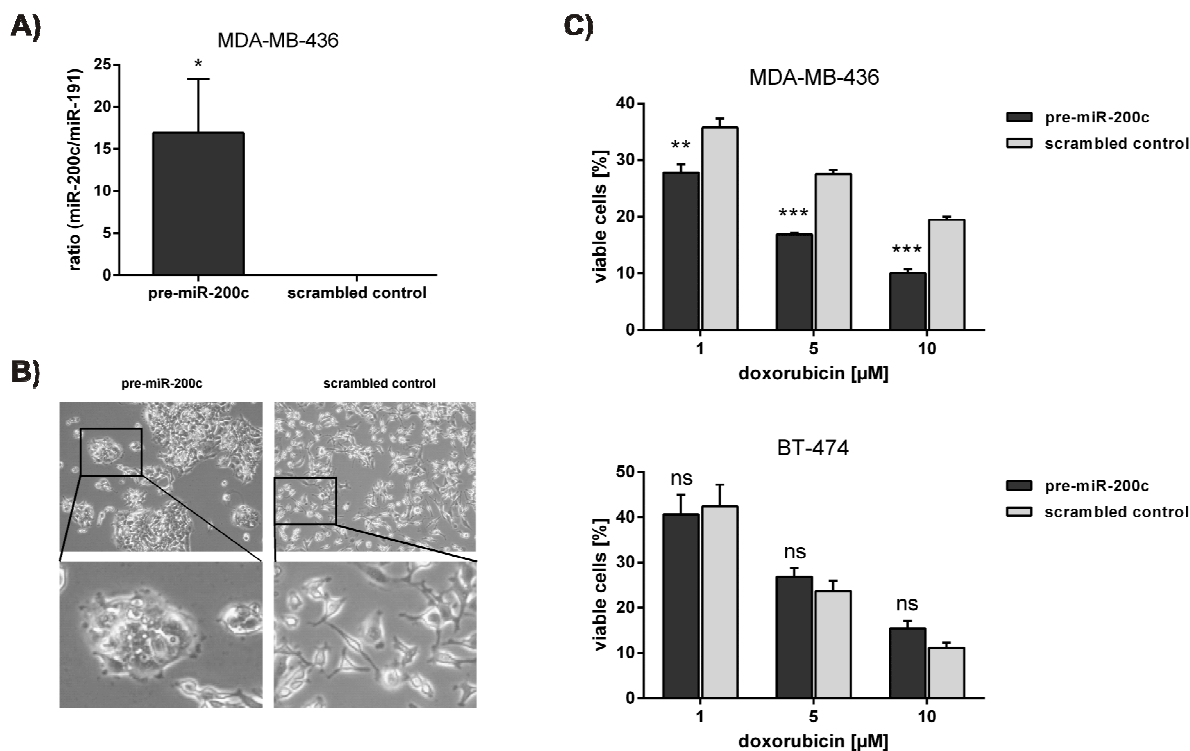 A)
MDA-MB-436
ratio (miR-200c/miR-191)
25
20
15
10
5
0
*
pre-miR-200c scrambled control
B)
pre-miR-200c scrambled control
C)
MDA-MB-436
viable cells [%]
40
30
20
10
0
** *** ***
1 5 10
doxorubicin [µM]
pre-miR-200c
scrambled control
BT-474
viable cells [%]
50
40
30
20
10
0
ns ns ns
1 5 10
doxorubicin [µM]
pre-miR-200c
scrambled control